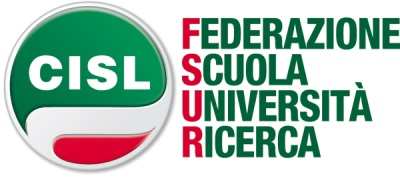 CISL
FEDERAZIONE
SCUOLA
UNIVERSITÀ
RICERCA